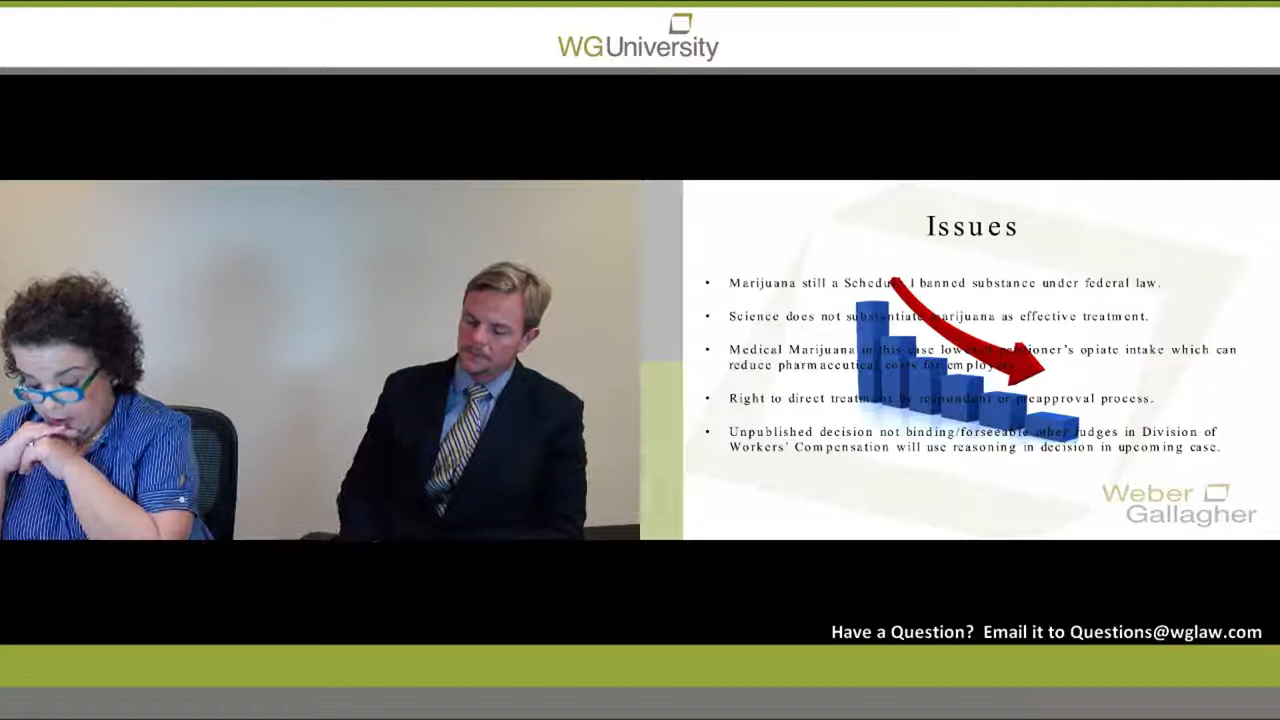 WGUniversity
Issues
• Marijuana still a Schedule I banned substance under federal law.
• Science does not substantiate marijuana as effective treatment.
• Medical Marijuana in this case lowered petitioner's opiate intake which can
reduce pharmaceutical costs for employers.
• Right to direct treatment by respondant or preapproval process.
• Unpublished decision not binding/forseeable other judges in Division of
Workers' Compensation will use reasoning in decision in upcoming case.
Weber
Gallagher
Have a Question? Email it to Questions@wglaw.com